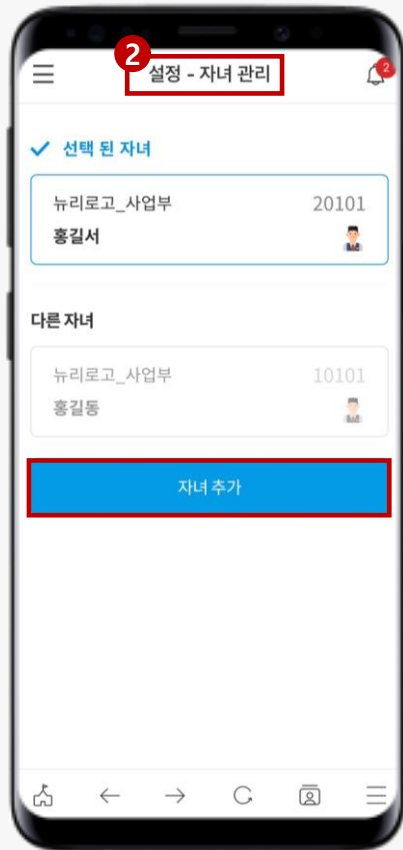 2
설정 - 자녀 관리
2
선택 된 자녀
뉴리로고_사업부 20101
홍길서
다른 자녀
뉴리로고_사업부 10101
홍길동
자녀 추가